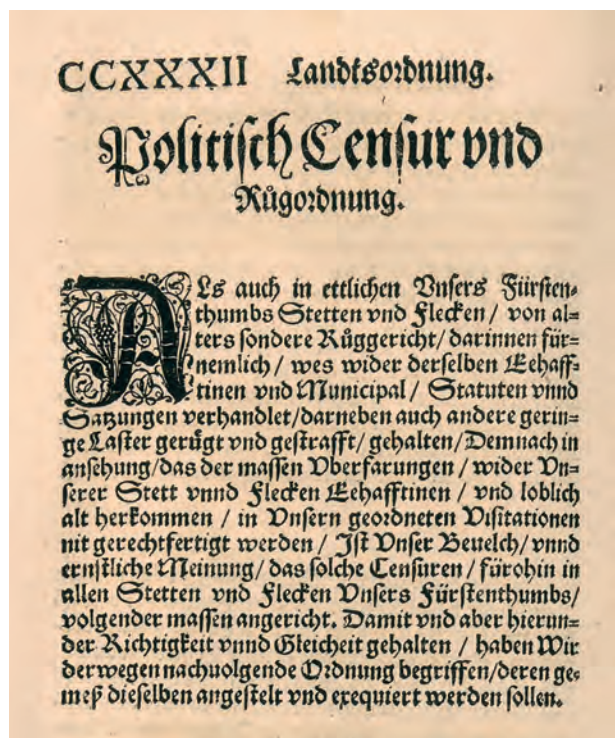 CCXXXII Landtsordnung.
Politisch Censur vnd
Růgordnung.
ALs auch in ettlichen Vnsers Fürsten⸗
thumbs Stetten vnd Flecken / von al⸗
ters sondere Rüggericht / darinnen für⸗
nemlich / wes wider derselben Eehaff⸗
tinen vnd Municipal / Statuten vnnd
Satzungen verhandlet / darneben auch andere gerin⸗
ge Laster gerügt vnd gestrafft / gehalten / Demnach in
ansehung / das der massen Vberfarungen / wider Vn⸗
serer Stett vnnd Flecken Eehafftinen / vnd loblich
alt herkommen / in Vnsern geordneten Visitationen
nit gerechtfertigt werden / Ist Vnser Beuelch / vnnd
ernstliche Meinung / das solche Censuren / fürohin in
allen Stetten vnd Flecken Vnsers Fürstenthumbs /
volgender massen angericht. Damit vnd aber hierun⸗
der Richtigkeit vnnd Gleicheit gehalten / haben Wir
derwegen nachuolgende Ordnung begriffen / deren ge⸗
meß dieselben angestelt vnd exequiert werden sollen.